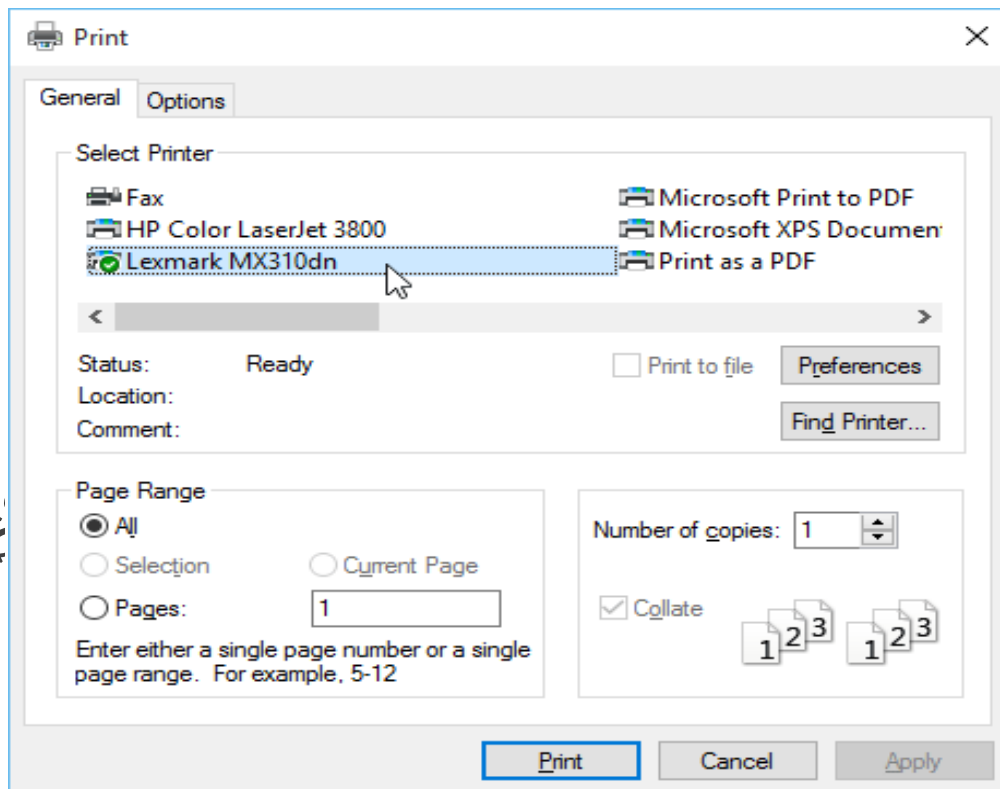 Print
General Options
Select Printer
Fax
Microsoft Print to PDF
HP Color LaserJet 3800
Microsoft XPS Documen
Lexmark MX310dn
Print as a PDF
Status: Ready
Print to file Preferences
Location:
Comment:
Find Printer...
Page Range
All
Selection Current Page
Pages: 1
Enter either a single page number or a single
page range. For example, 5-12
Number of copies: 1
Collate
1 2 3 1 2 3
Print Cancel Apply